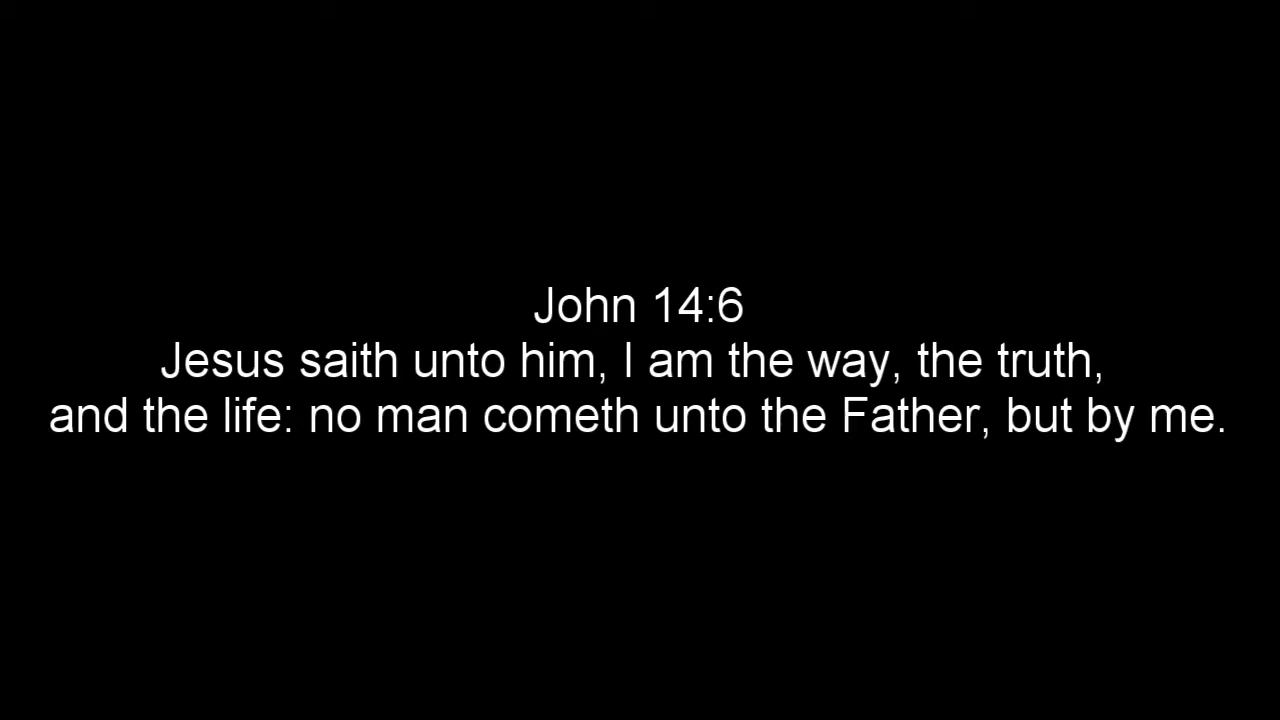 John 14:6
Jesus saith unto him, I am the way, the truth,
and the life: no man cometh unto the Father, but by me.